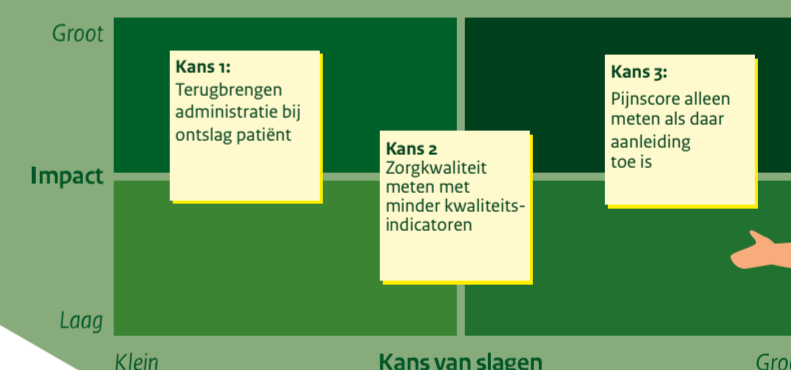 Groot
Kans 1:
Terugbrengen
administratie bij
ontslag patiënt
Kans 3:
Pijnscore alleen
meten als daar
aanleiding
toe is
Kans 2
Zorgkwaliteit
meten met
minder kwaliteits-
indicatoren
Impact
Laag
Klein
Kans van slagen
Groo